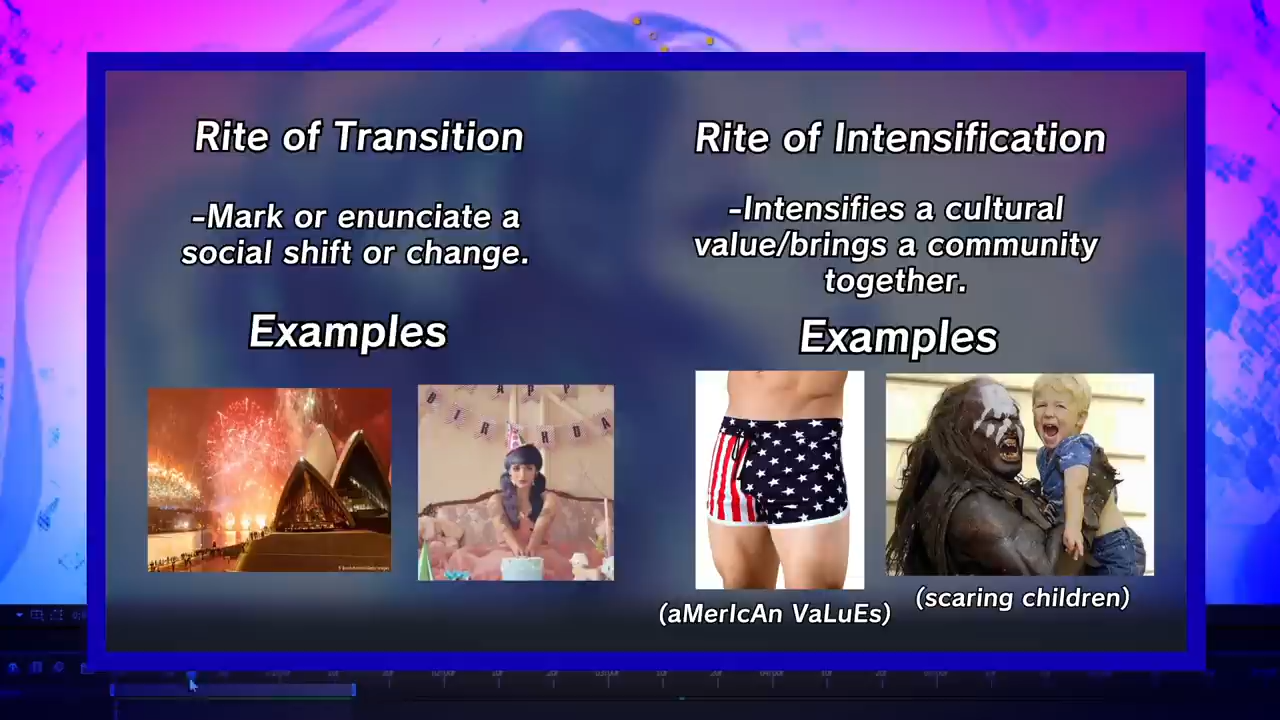 Rite of Transition
-Mark or enunciate a
social shift or change.
Examples
Rite of Intensification
-Intensifies a cultural
value/brings a community
together.
Examples
(aMerIcAn VaLuEs)
(scaring children)